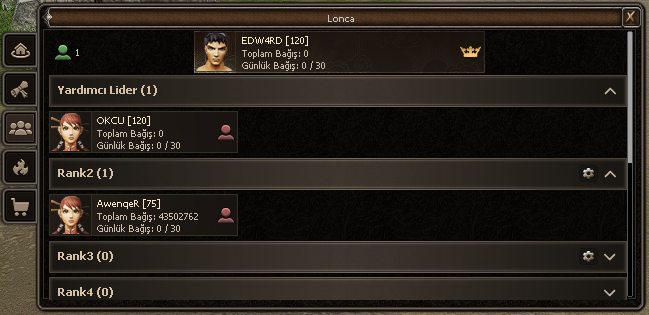 Lonca
1
EDW4RD [120]
Toplam Bağış: 0
Günlük Bağış: 0 / 30
Yardımcı Lider (1)
OKCU [120]
Toplam Bağış: 0
Günlük Bağış: 0 / 30
Rank2 (1)
AwenqeR [75]
Toplam Bağış: 43502762
Günlük Bağış: 0 / 30
Rank3 (0)
Rank4 (0)